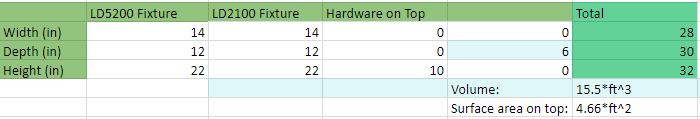 LD5200 Fixture LD2100 Fixture Hardware on Top Total
Width (in) 14 14 0 0 28
Depth (in) 12 12 0 6 30
Height (in) 22 22 10 0 32
Volume: 15.5*ft^3
Surface area on top: 4.66*ft^2